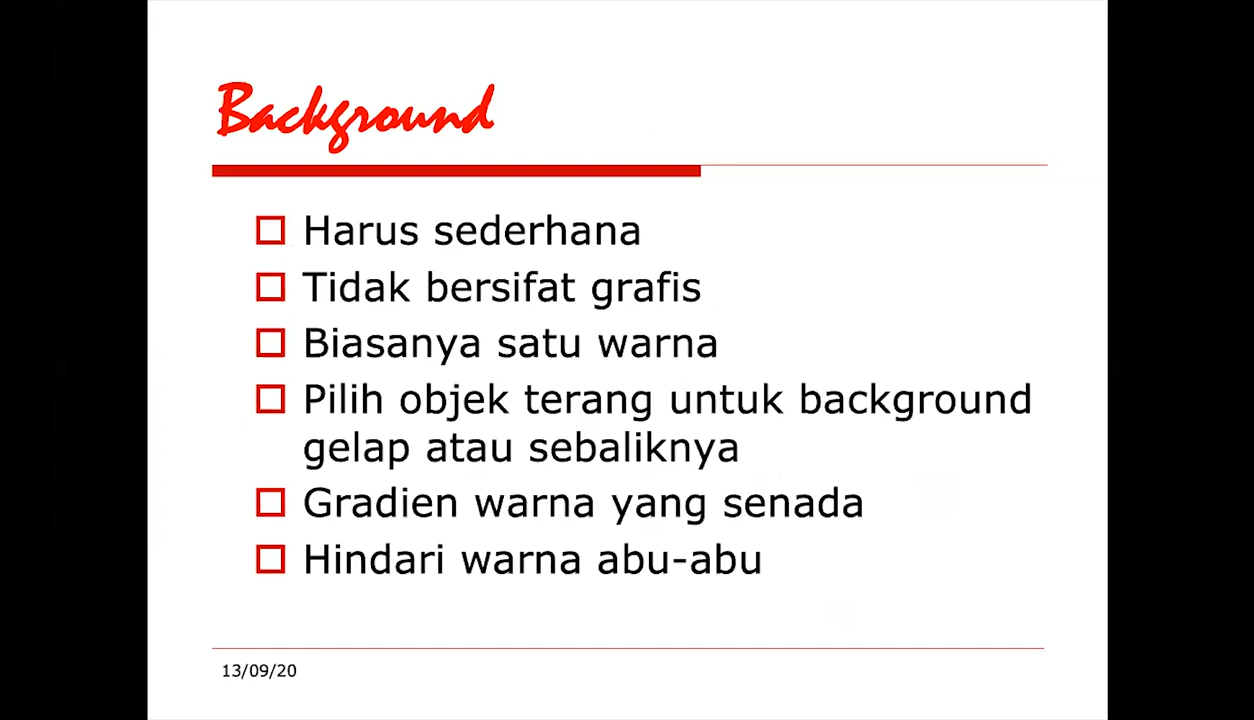 Background
Harus sederhana
Tidak bersifat grafis
Biasanya satu warna
Pilih objek terang untuk background
gelap atau sebaliknya
Gradien warna yang senada
Hindari warna abu-abu
13/09/20